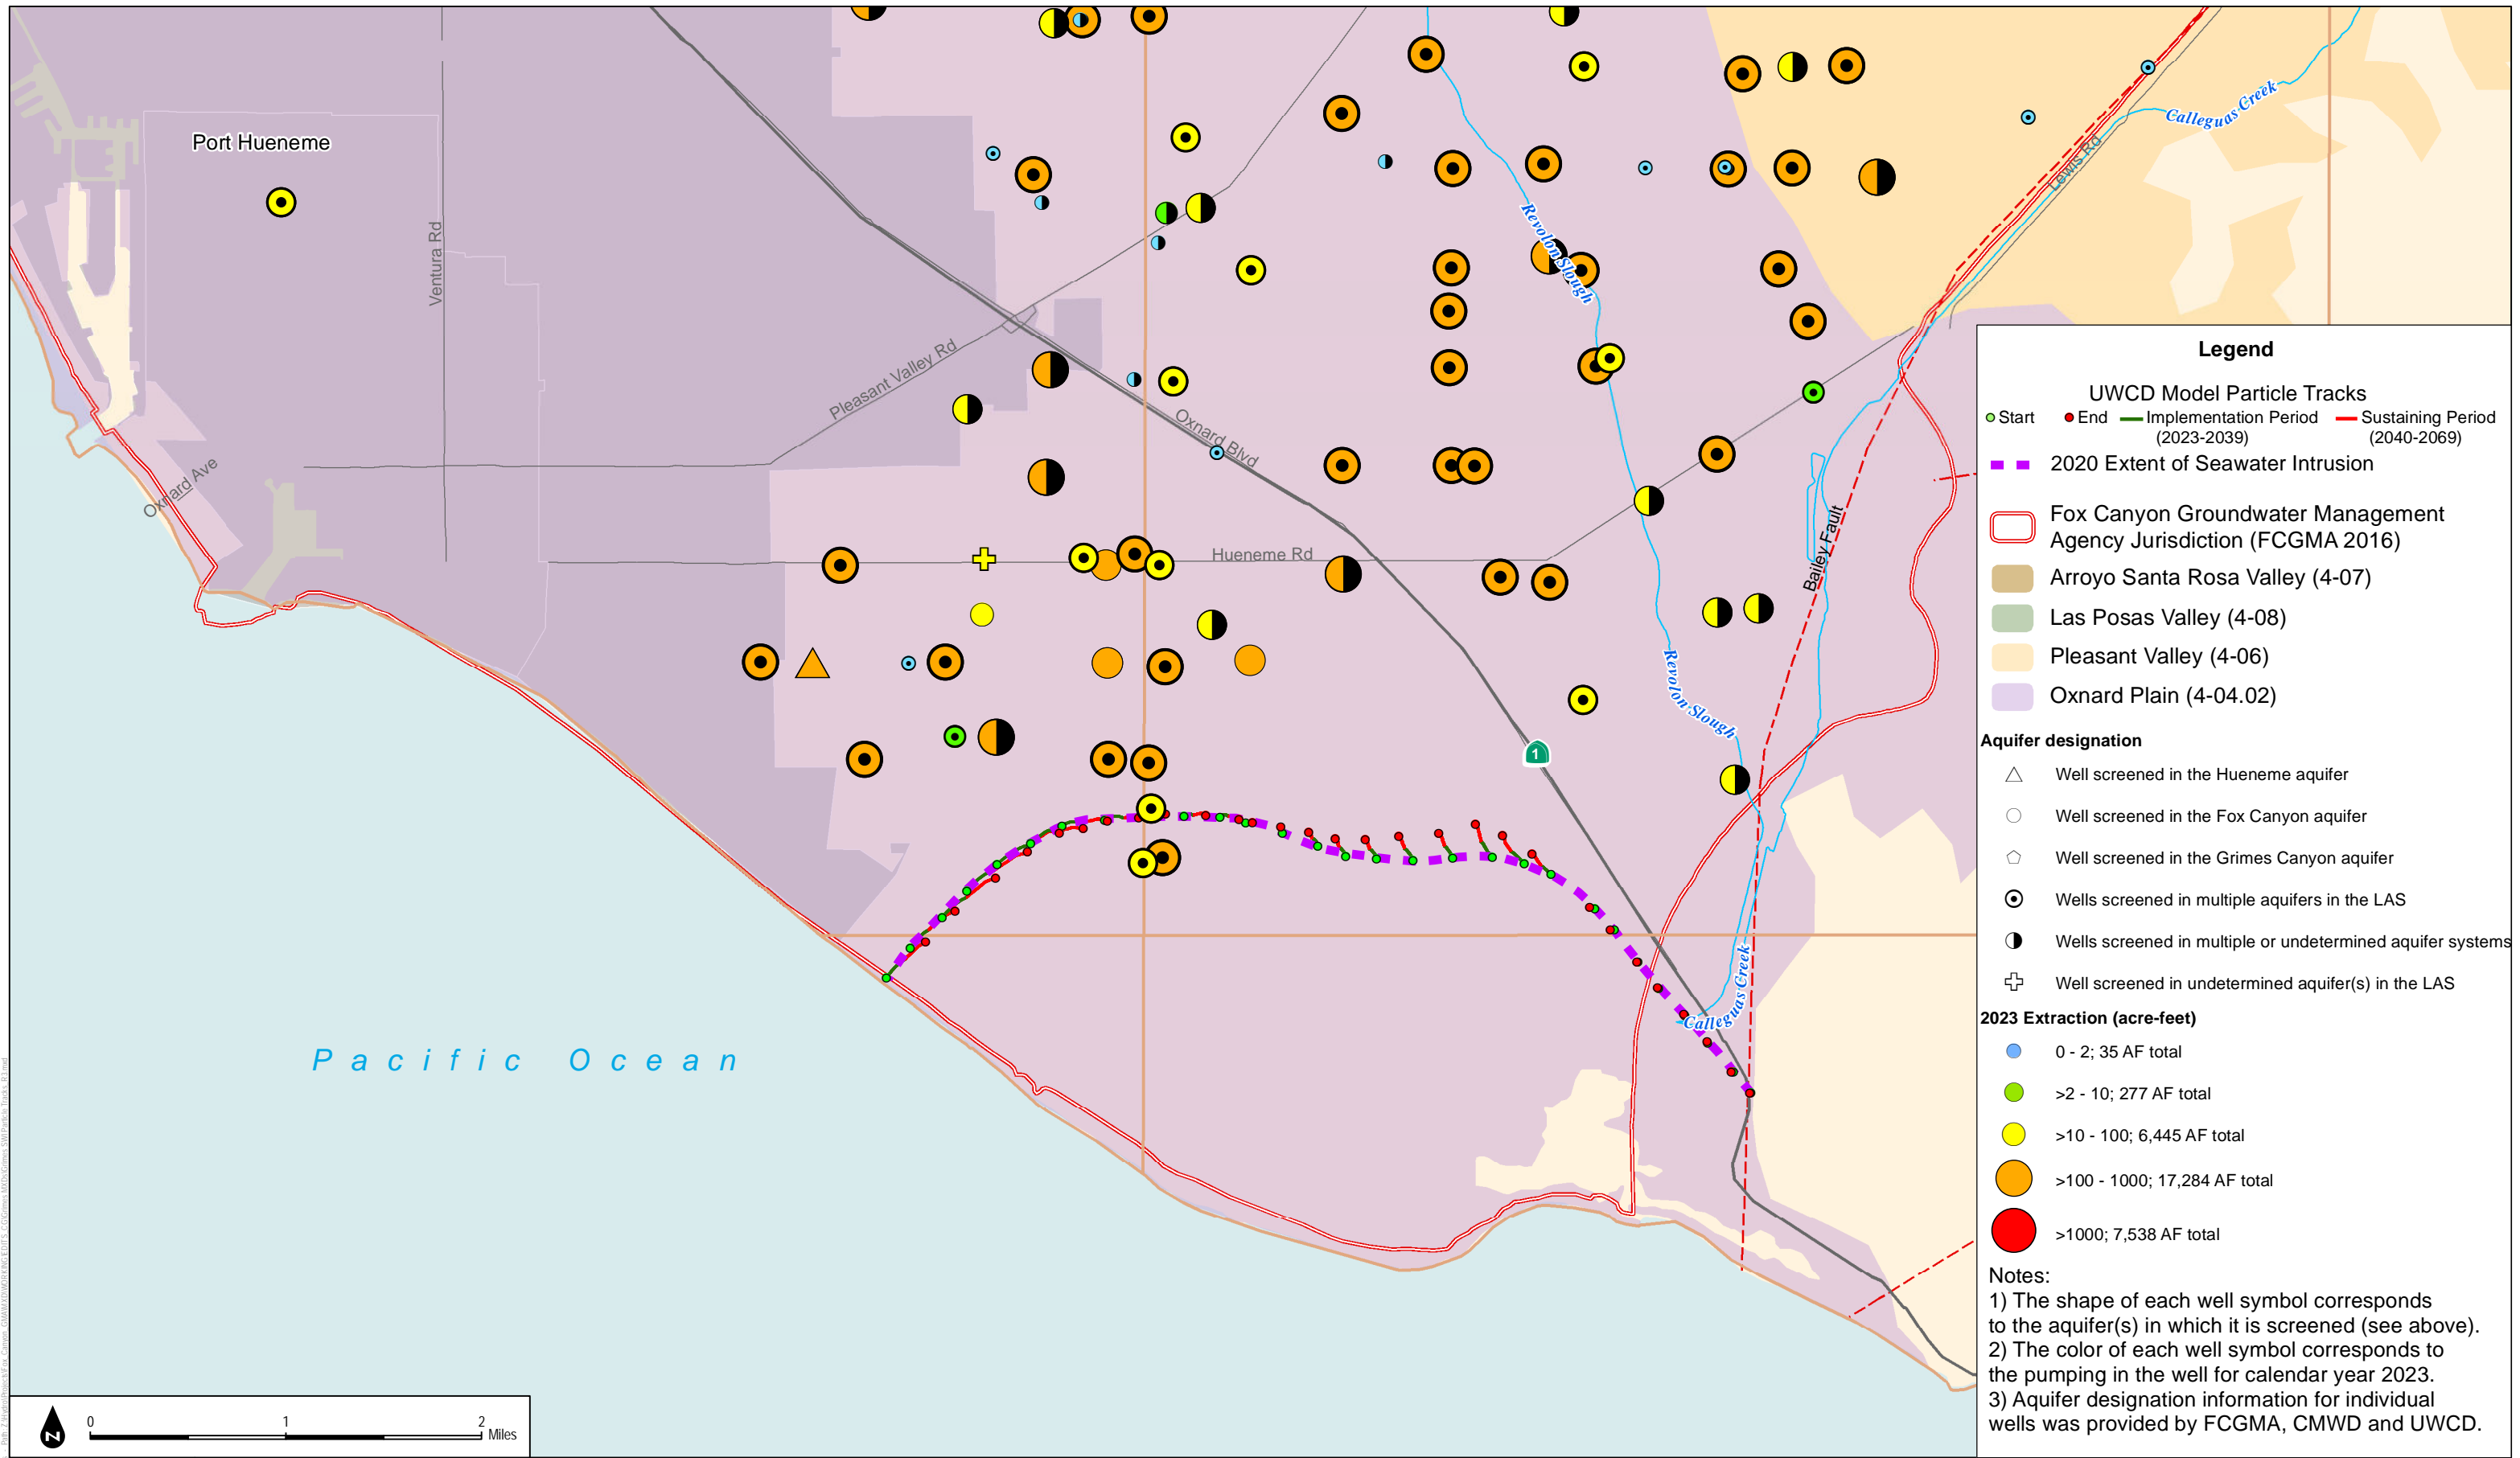 Port Hueneme
Ventura Rd
Oxnard Ave
Pleasant Valley Rd
Oxnard Blvd
Hueneme Rd
Revolon Slough
Revolon Slough
Calleguas Creek
Lewis Rd
Bailey Fault
1
Calleguas Creek
Pacific Ocean
N
0 1 2
Miles
Legend
UWCD Model Particle Tracks
Start End Implementation Period Sustaining Period
(2023-2039) (2040-2069)
2020 Extent of Seawater Intrusion
Fox Canyon Groundwater Management
Agency Jurisdiction (FCGMA 2016)
Arroyo Santa Rosa Valley (4-07)
Las Posas Valley (4-08)
Pleasant Valley (4-06)
Oxnard Plain (4-04.02)
Aquifer designation
Well screened in the Hueneme aquifer
Well screened in the Fox Canyon aquifer
Well screened in the Grimes Canyon aquifer
Wells screened in multiple aquifers in the LAS
Wells screened in multiple or undetermined aquifer systems
Well screened in undetermined aquifer(s) in the LAS
2023 Extraction (acre-feet)
0 - 2; 35 AF total
>2 - 10; 277 AF total
>10 - 100; 6,445 AF total
>100 - 1000; 17,284 AF total
>1000; 7,538 AF total
Notes:
1) The shape of each well symbol corresponds
to the aquifer(s) in which it is screened (see above).
2) The color of each well symbol corresponds to
the pumping in the well for calendar year 2023.
3) Aquifer designation information for individual
wells was provided by FCGMA, CMWD and UWCD.